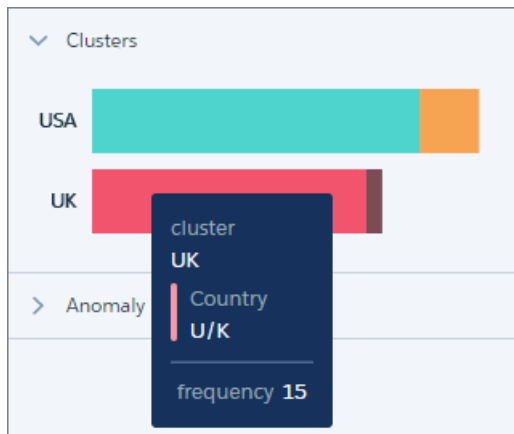 Clusters
USA
UK
cluster
UK
Country
U/K
frequency 15
Anomaly